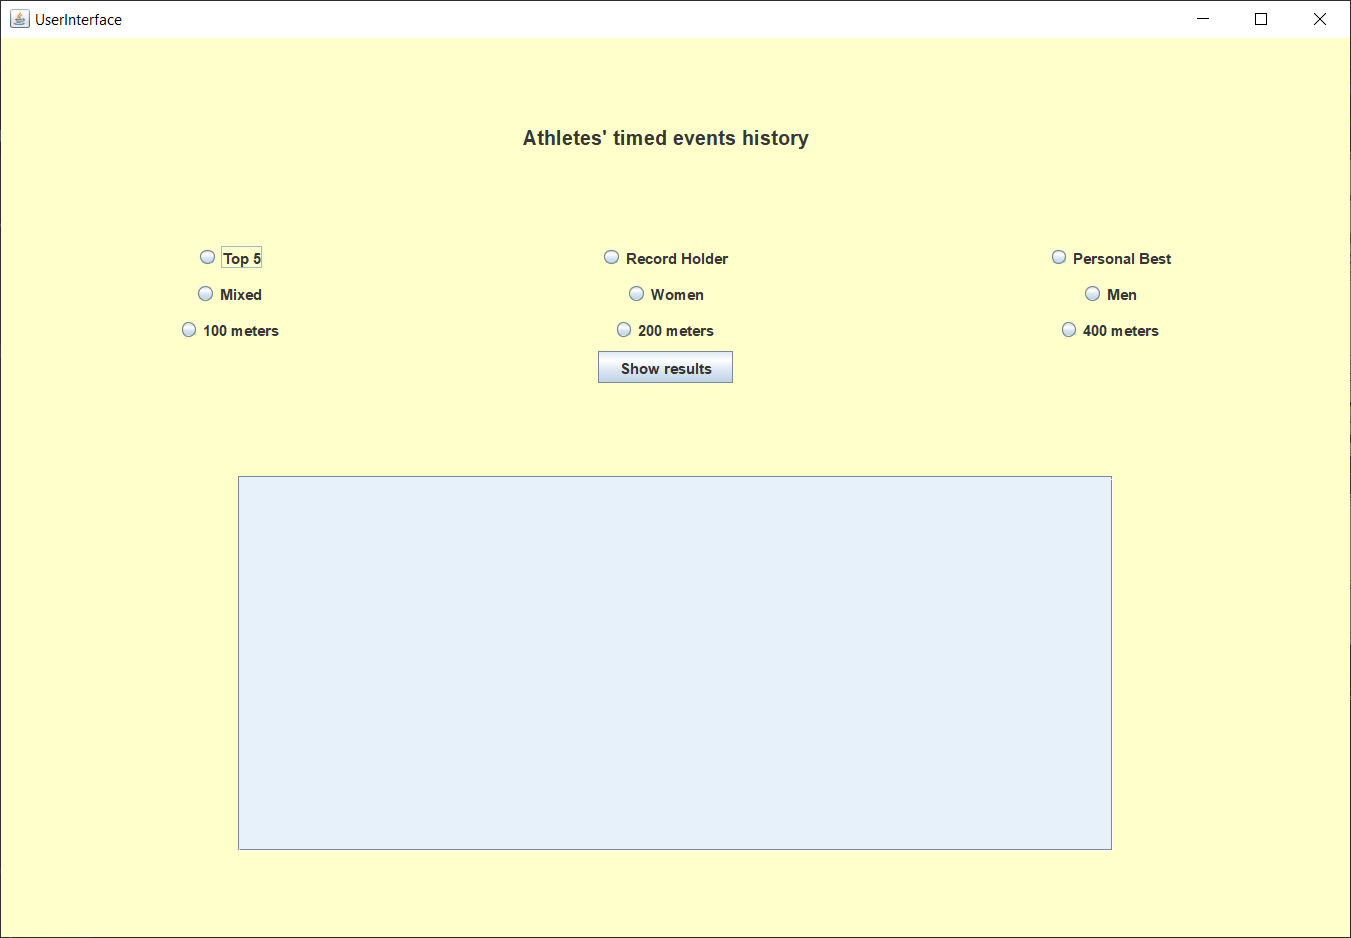 UserInterface
Athletes' timed events history
Top 5 Record Holder Personal Best
Mixed Women Men
100 meters 200 meters 400 meters
Show results